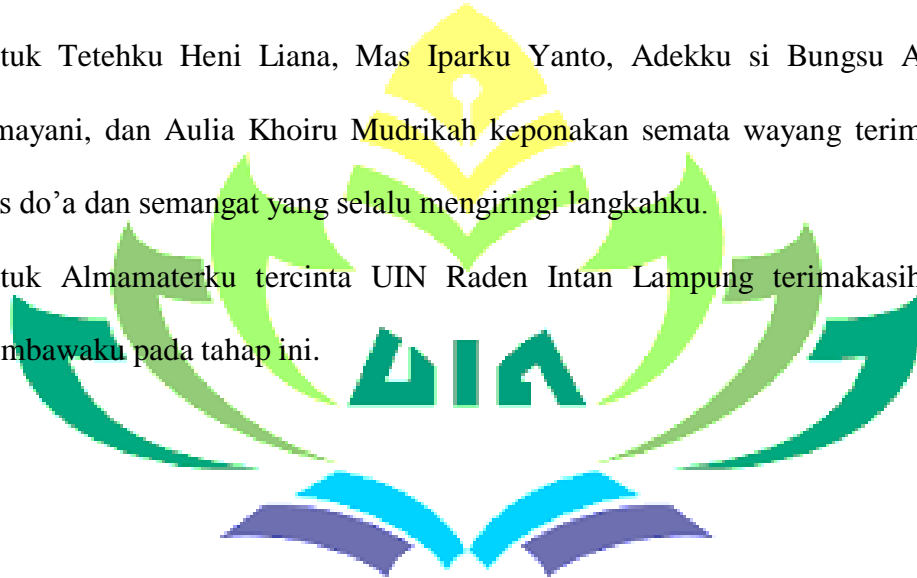 tuk Tetehku Heni Liana, Mas Iparku Yanto, Adekku si Bungsu A
mayani, dan Aulia Khoiru Mudrikah keponakan semata wayang terim
s do’a dan semangat yang selalu mengiringi langkahku.
tuk Almamaterku tercinta UIN Raden Intan Lampung terimakasih
mbawaku pada tahap ini.
UIN